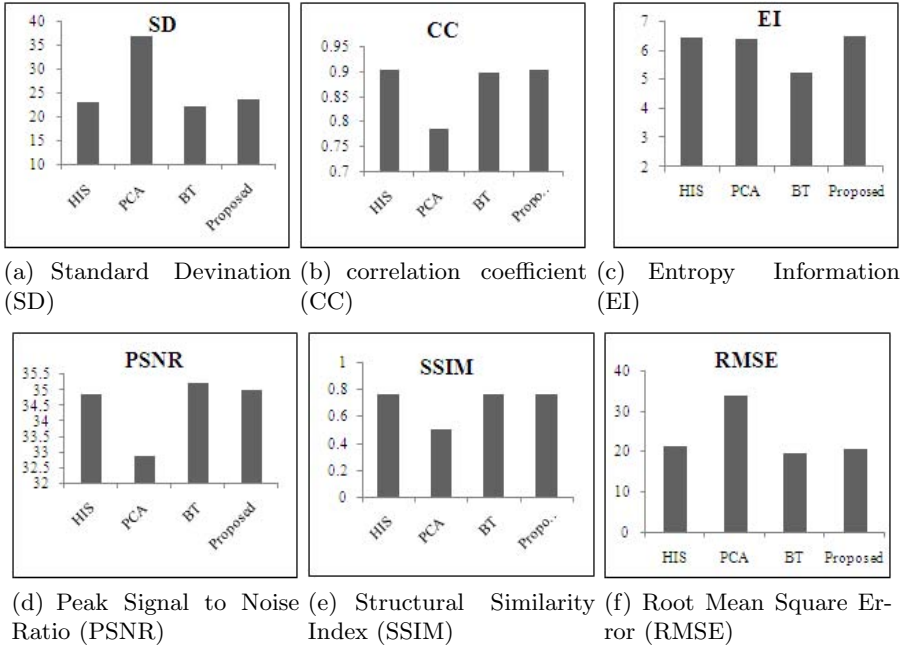 SD
40
35
30
25
20
15
10
HIS
PCA
BT
Proposed
CC
0.95
0.9
0.85
0.8
0.75
0.7
HIS
PCA
BT
Propo..
EI
7
6
5
4
3
2
HIS PCA BT Proposed
(a) Standard Devination
(SD)
(b) correlation coefficient
(CC)
(c) Entropy Information
(EI)
PSNR
35.5
35
34.5
34
33.5
33
32.5
32
HIS
PCA
BT
Proposed
SSIM
1
0.8
0.6
0.4
0.2
0
HIS
PCA
BT
Propo..
RMSE
40
30
20
10
0
HIS PCA BT Proposed
(d) Peak Signal to Noise
Ratio (PSNR)
(e) Structural Similarity
Index (SSIM)
(f) Root Mean Square Er-
ror (RMSE)